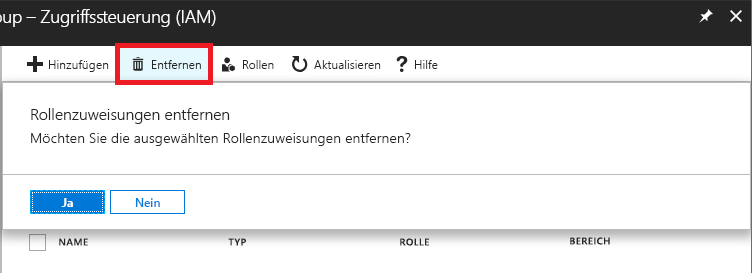 oup – Zugriffssteuerung (IAM)
Hinzufügen Entfernen Rollen Aktualisieren Hilfe
Rollenzuweisungen entfernen
Möchten Sie die ausgewählten Rollenzuweisungen entfernen?
Ja Nein
NAME TYP ROLLE BEREICH